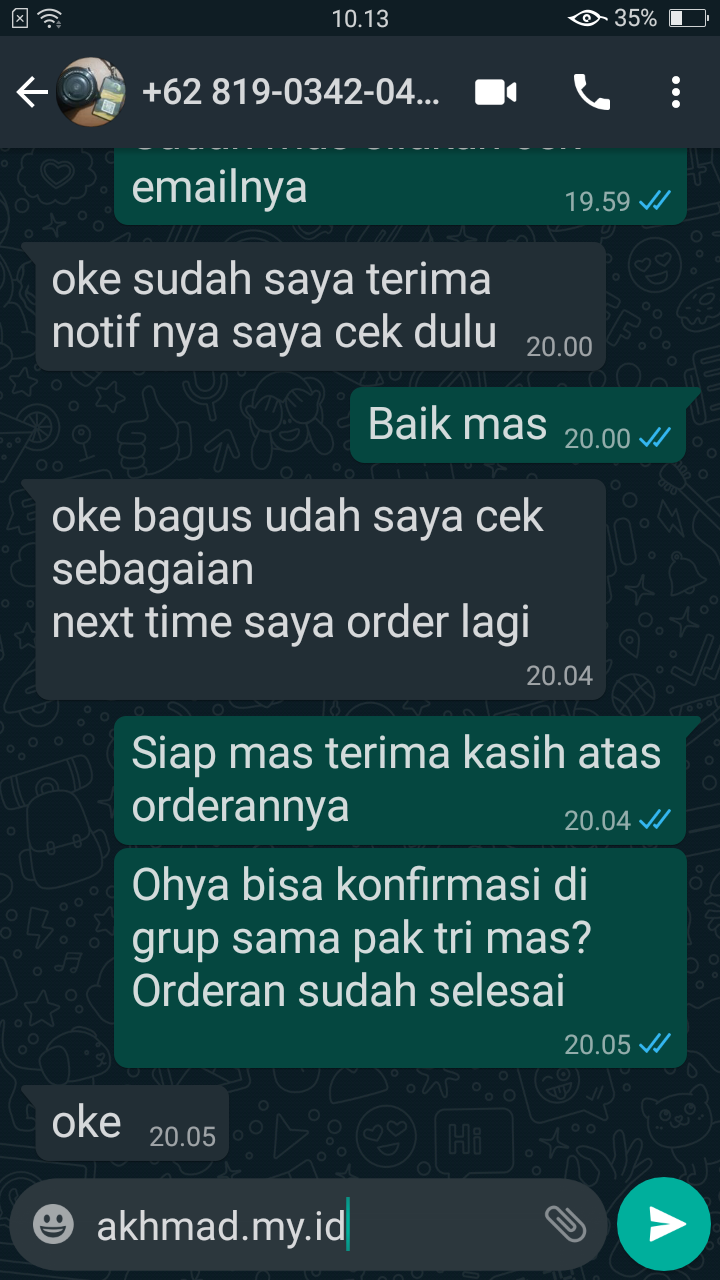 10.13
35%
+62 819-0342-04...
emailnya
19.59
oke sudah saya terima
notif nya saya cek dulu
20.00
Baik mas
20.00
oke bagus udah saya cek
sebagaian
next time saya order lagi
20.04
Siap mas terima kasih atas
orderannya
20.04
Ohya bisa konfirmasi di
grup sama pak tri mas?
Orderan sudah selesai
20.05
oke
20.05
akhmad.my.id